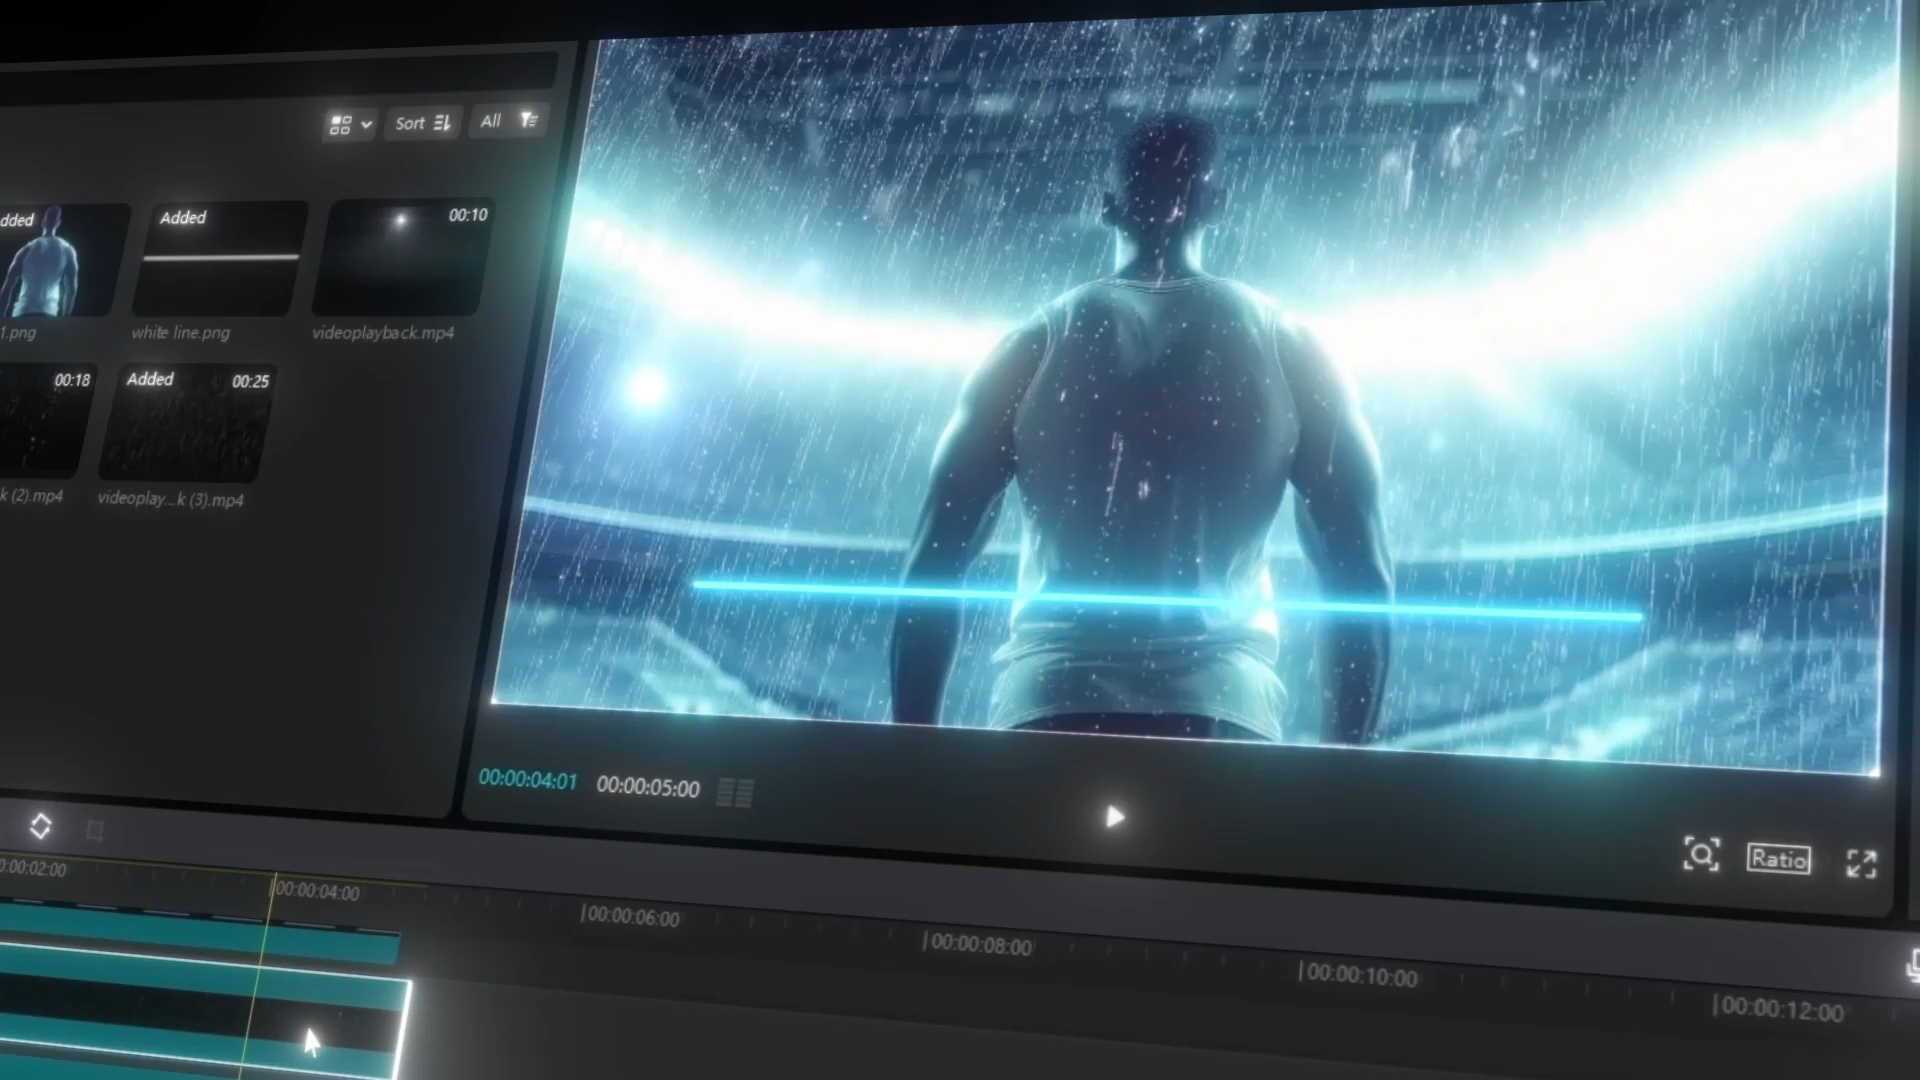 Sort
All
dded
Added
00:10
1.png
white line.png
videoplayback.mp4
00:18
Added
00:25
k (2).mp4
videoplay...k (3).mp4
00:00:04:01
00:00:05:00
Ratio
0:00:02:00
00:00:04:00
00:00:06:00
00:00:08:00
00:00:10:00
00:00:12:00